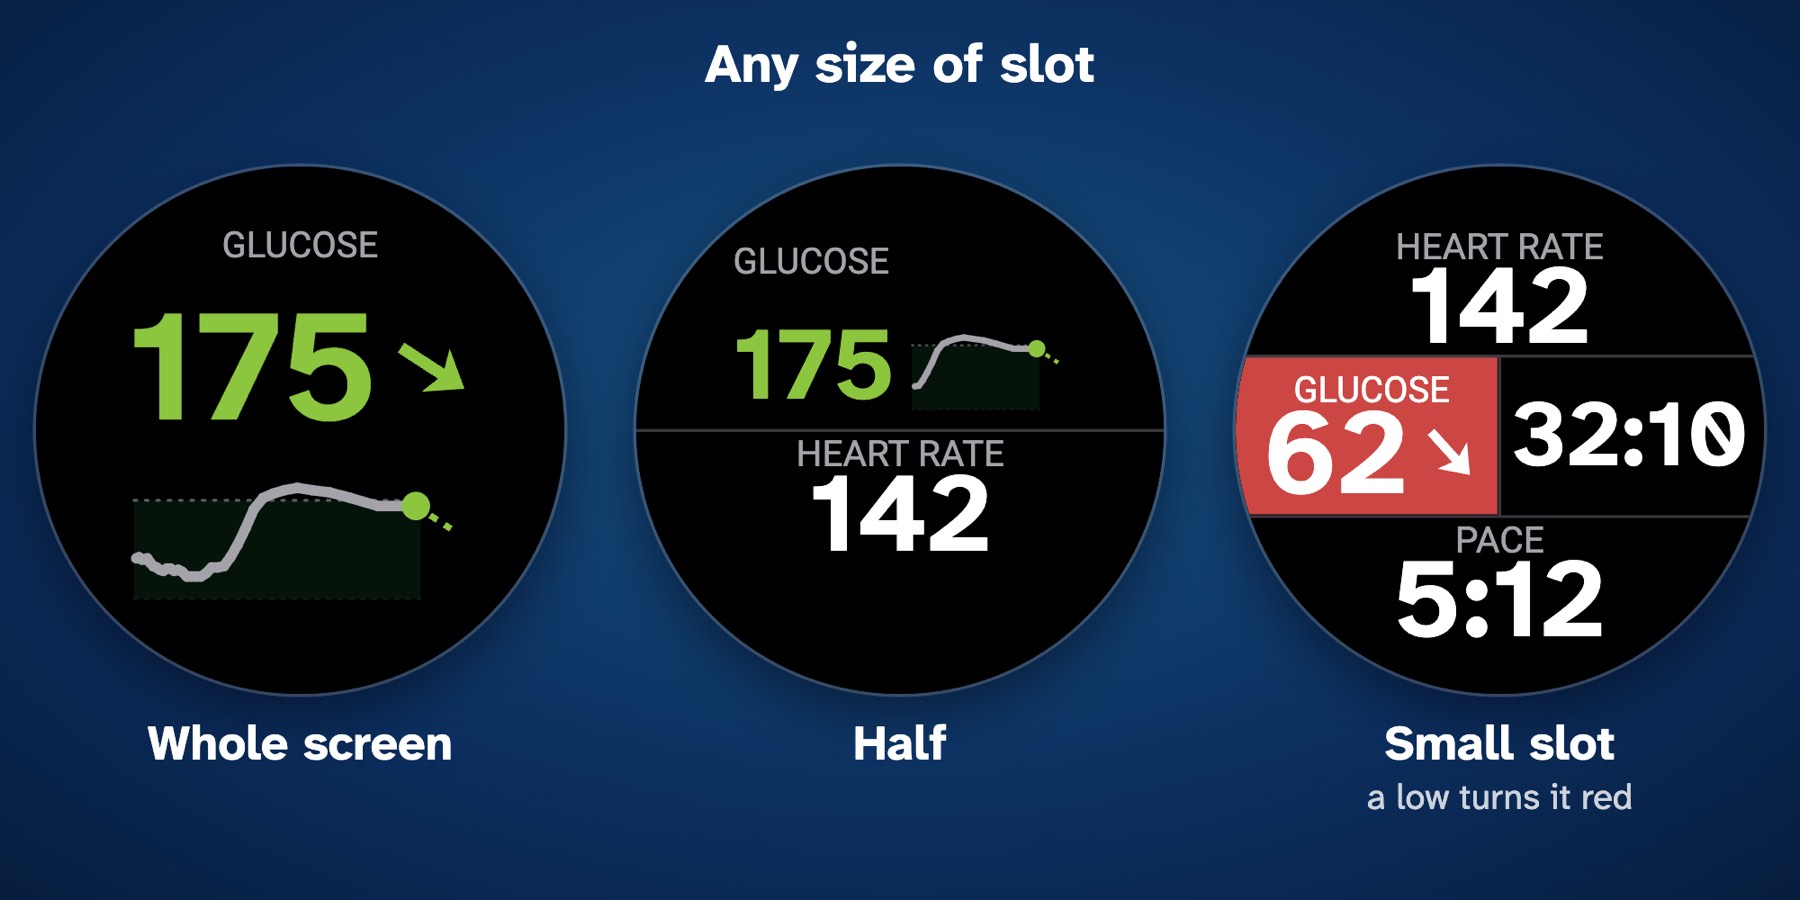 Any size of slot
GLUCOSE
175
Whole screen
GLUCOSE
175
HEART RATE
142
Half
HEART RATE
142
GLUCOSE
62
32:10
PACE
5:12
Small slot
a low turns it red